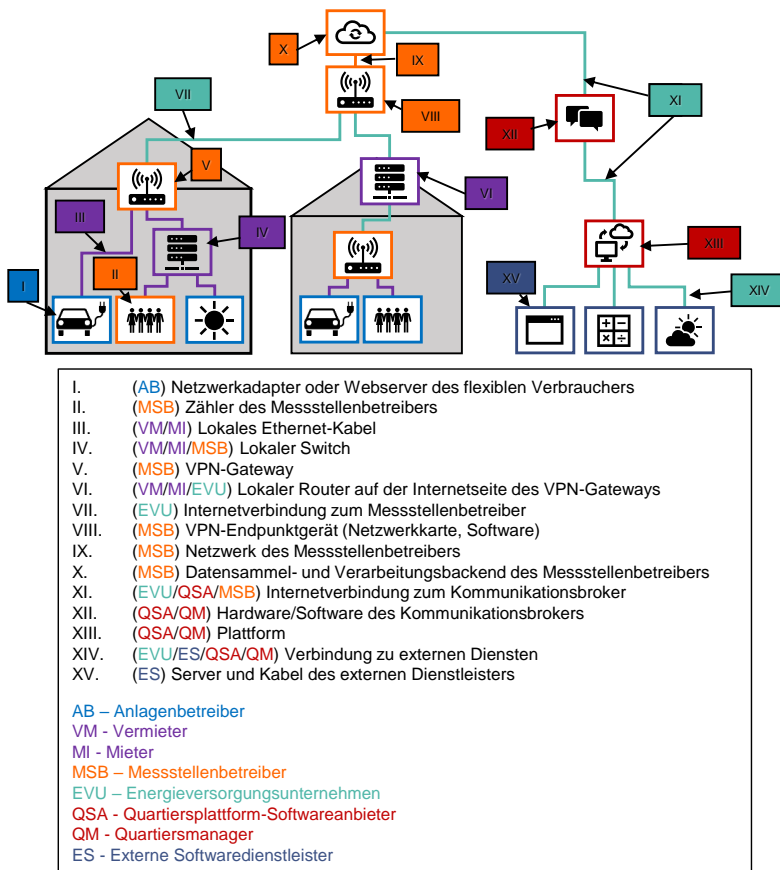 X
IX
VII
VIII
XI
XII
V
VI
III
IV
II
I
XIII
XV
XIV
I. (AB) Netzwerkadapter oder Webserver des flexiblen Verbrauchers
II. (MSB) Zähler des Messstellenbetreibers
III. (VM/MI) Lokales Ethernet-Kabel
IV. (VM/MI/MSB) Lokaler Switch
V. (MSB) VPN-Gateway
VI. (VM/MI/EVU) Lokaler Router auf der Internetseite des VPN-Gateways
VII. (EVU) Internetverbindung zum Messstellenbetreiber
VIII. (MSB) VPN-Endpunktgerät (Netzwerkkarte, Software)
IX. (MSB) Netzwerk des Messstellenbetreibers
X. (MSB) Datensammel- und Verarbeitungsbackend des Messstellenbetreibers
XI. (EVU/QSA/MSB) Internetverbindung zum Kommunikationsbroker
XII. (QSA/QM) Hardware/Software des Kommunikationsbrokers
XIII. (QSA/QM) Plattform
XIV. (EVU/ES/QSA/QM) Verbindung zu externen Diensten
XV. (ES) Server und Kabel des externen Dienstleisters
AB – Anlagenbetreiber
VM - Vermieter
MI - Mieter
MSB – Messstellenbetreiber
EVU – Energieversorgungsunternehmen
QSA - Quartiersplattform-Softwareanbieter
QM - Quartiersmanager
ES - Externe Softwaredienstleister